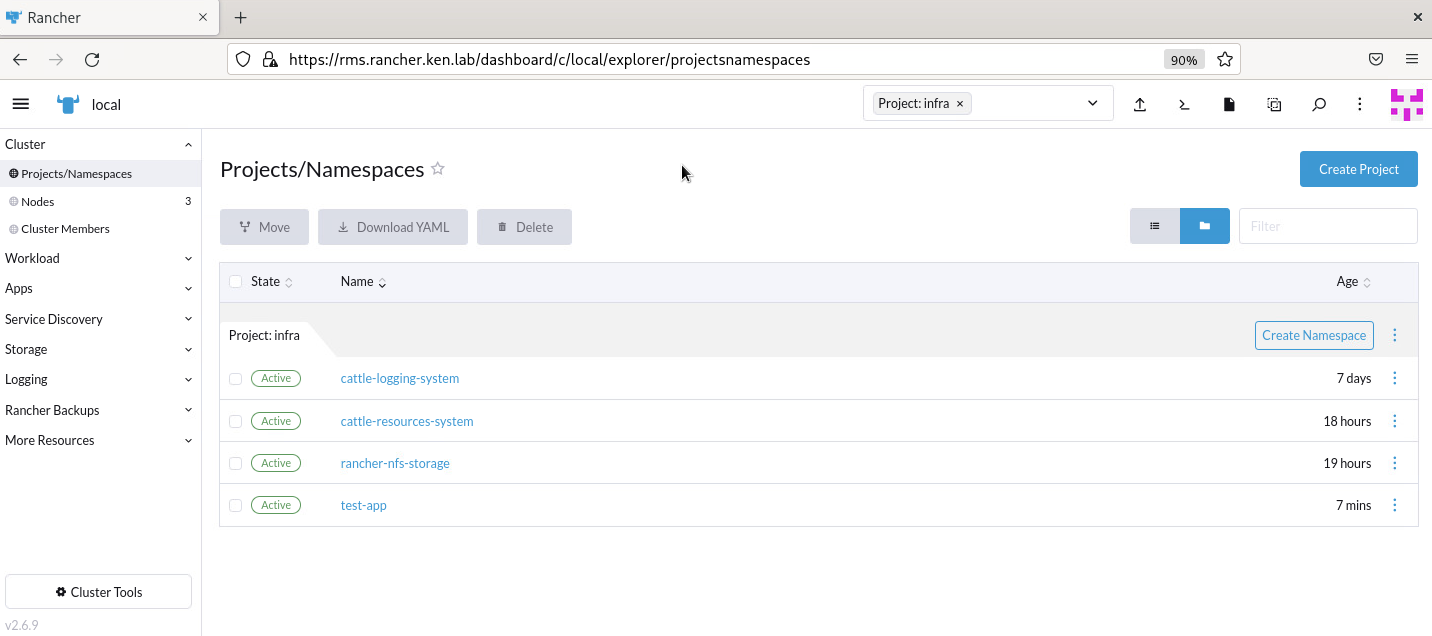 Rancher
https://rms.rancher.ken.lab/dashboard/c/local/explorer/projectsnamespaces
90%
local
Project: infra
Cluster
Projects/Namespaces
Nodes 3
Cluster Members
Workload
Apps
Service Discovery
Storage
Logging
Rancher Backups
More Resources
Cluster Tools
v2.6.9
Projects/Namespaces
Create Project
Move Download YAML Delete
Filter
State Name Age
Project: infra Create Namespace
Active cattle-logging-system 7 days
Active cattle-resources-system 18 hours
Active rancher-nfs-storage 19 hours
Active test-app 7 mins